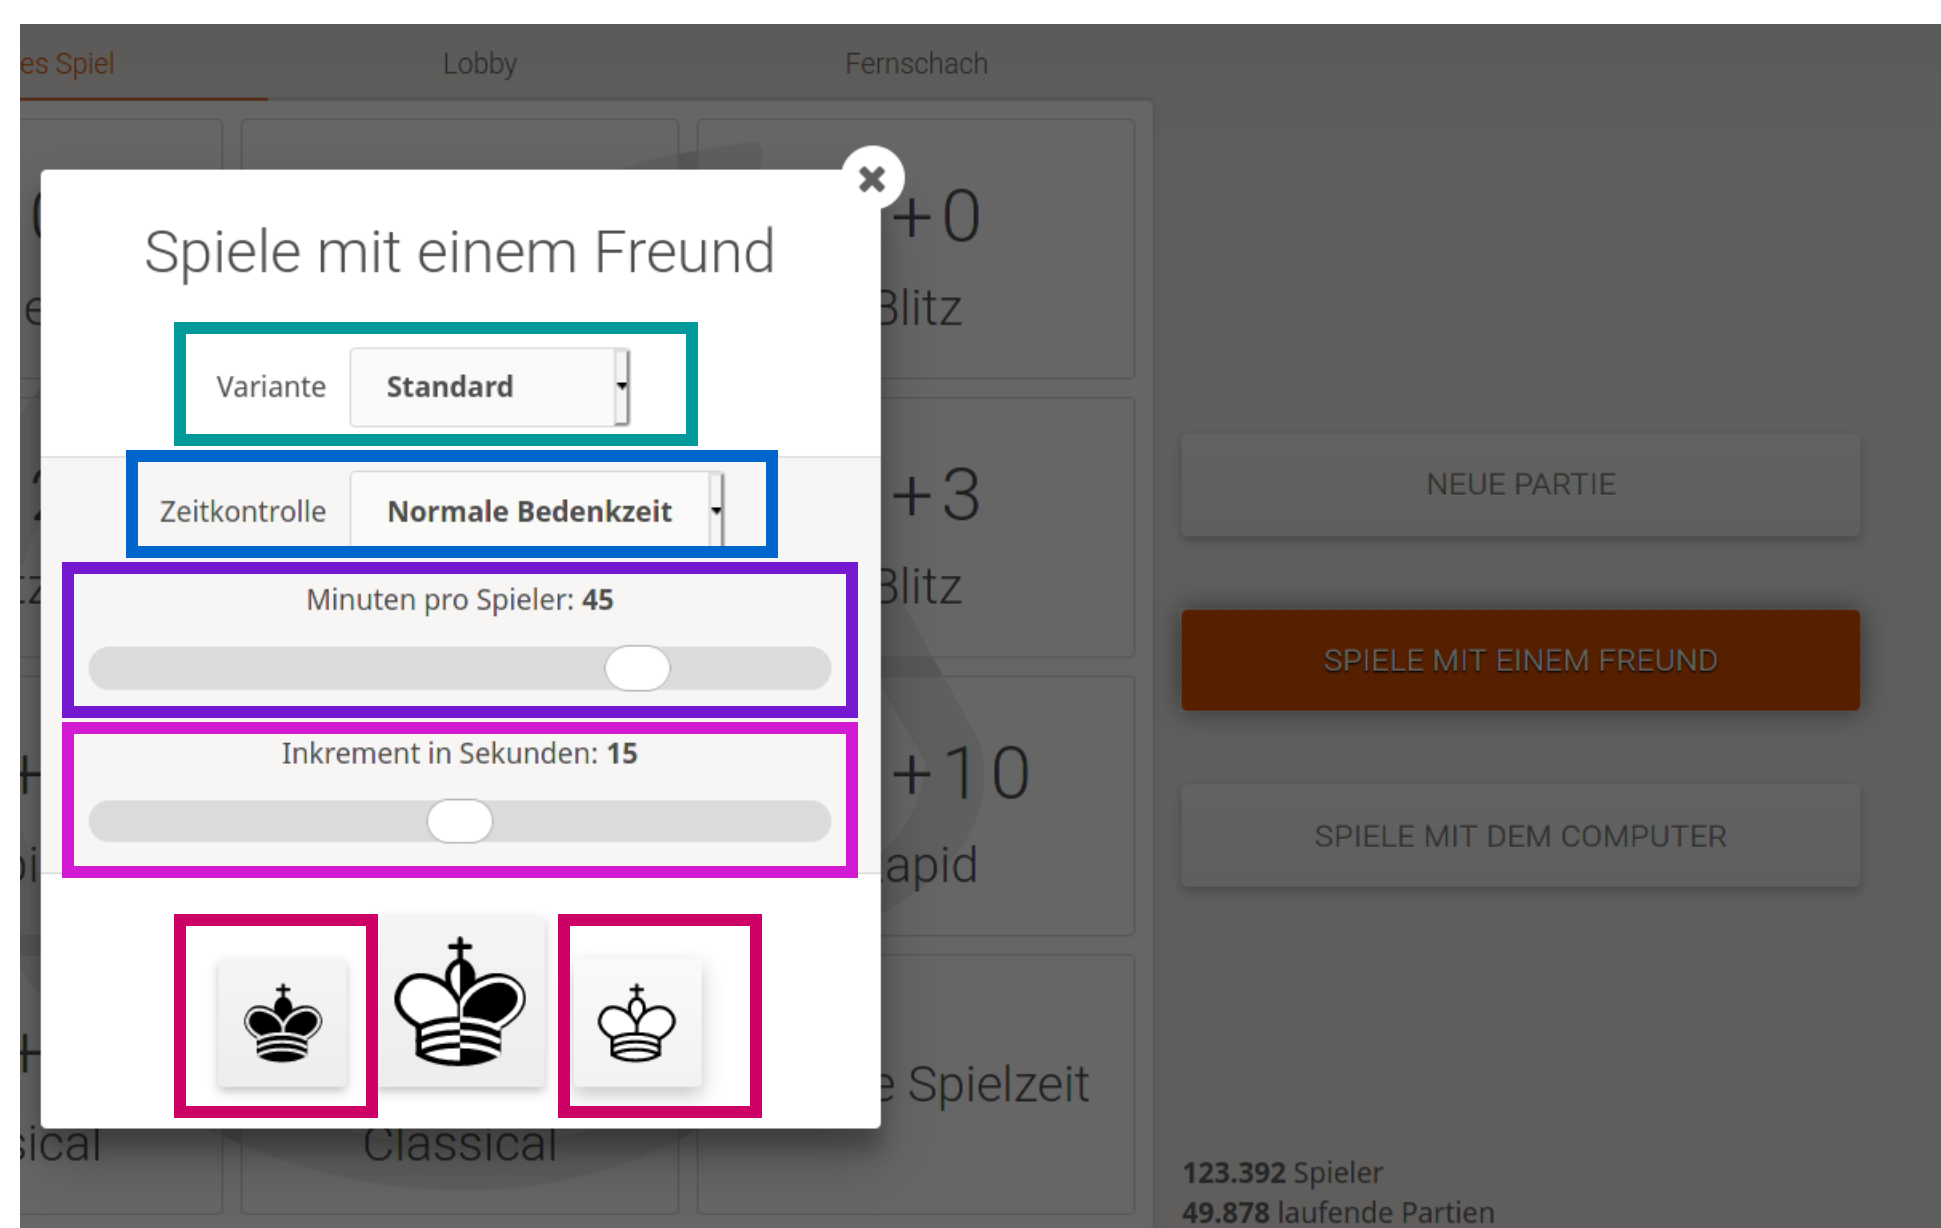 es Spiel
Lobby
Fernschach
+0
Blitz
Spiele mit einem Freund
Variante Standard
Zeitkontrolle Normale Bedenkzeit
+3
Blitz
NEUE PARTIE
Minuten pro Spieler: 45
SPIELE MIT EINEM FREUND
Inkrement in Sekunden: 15
+10
apid
SPIELE MIT DEM COMPUTER
e Spielzeit
sical
Classical
123.392 Spieler
49.878 laufende Partien